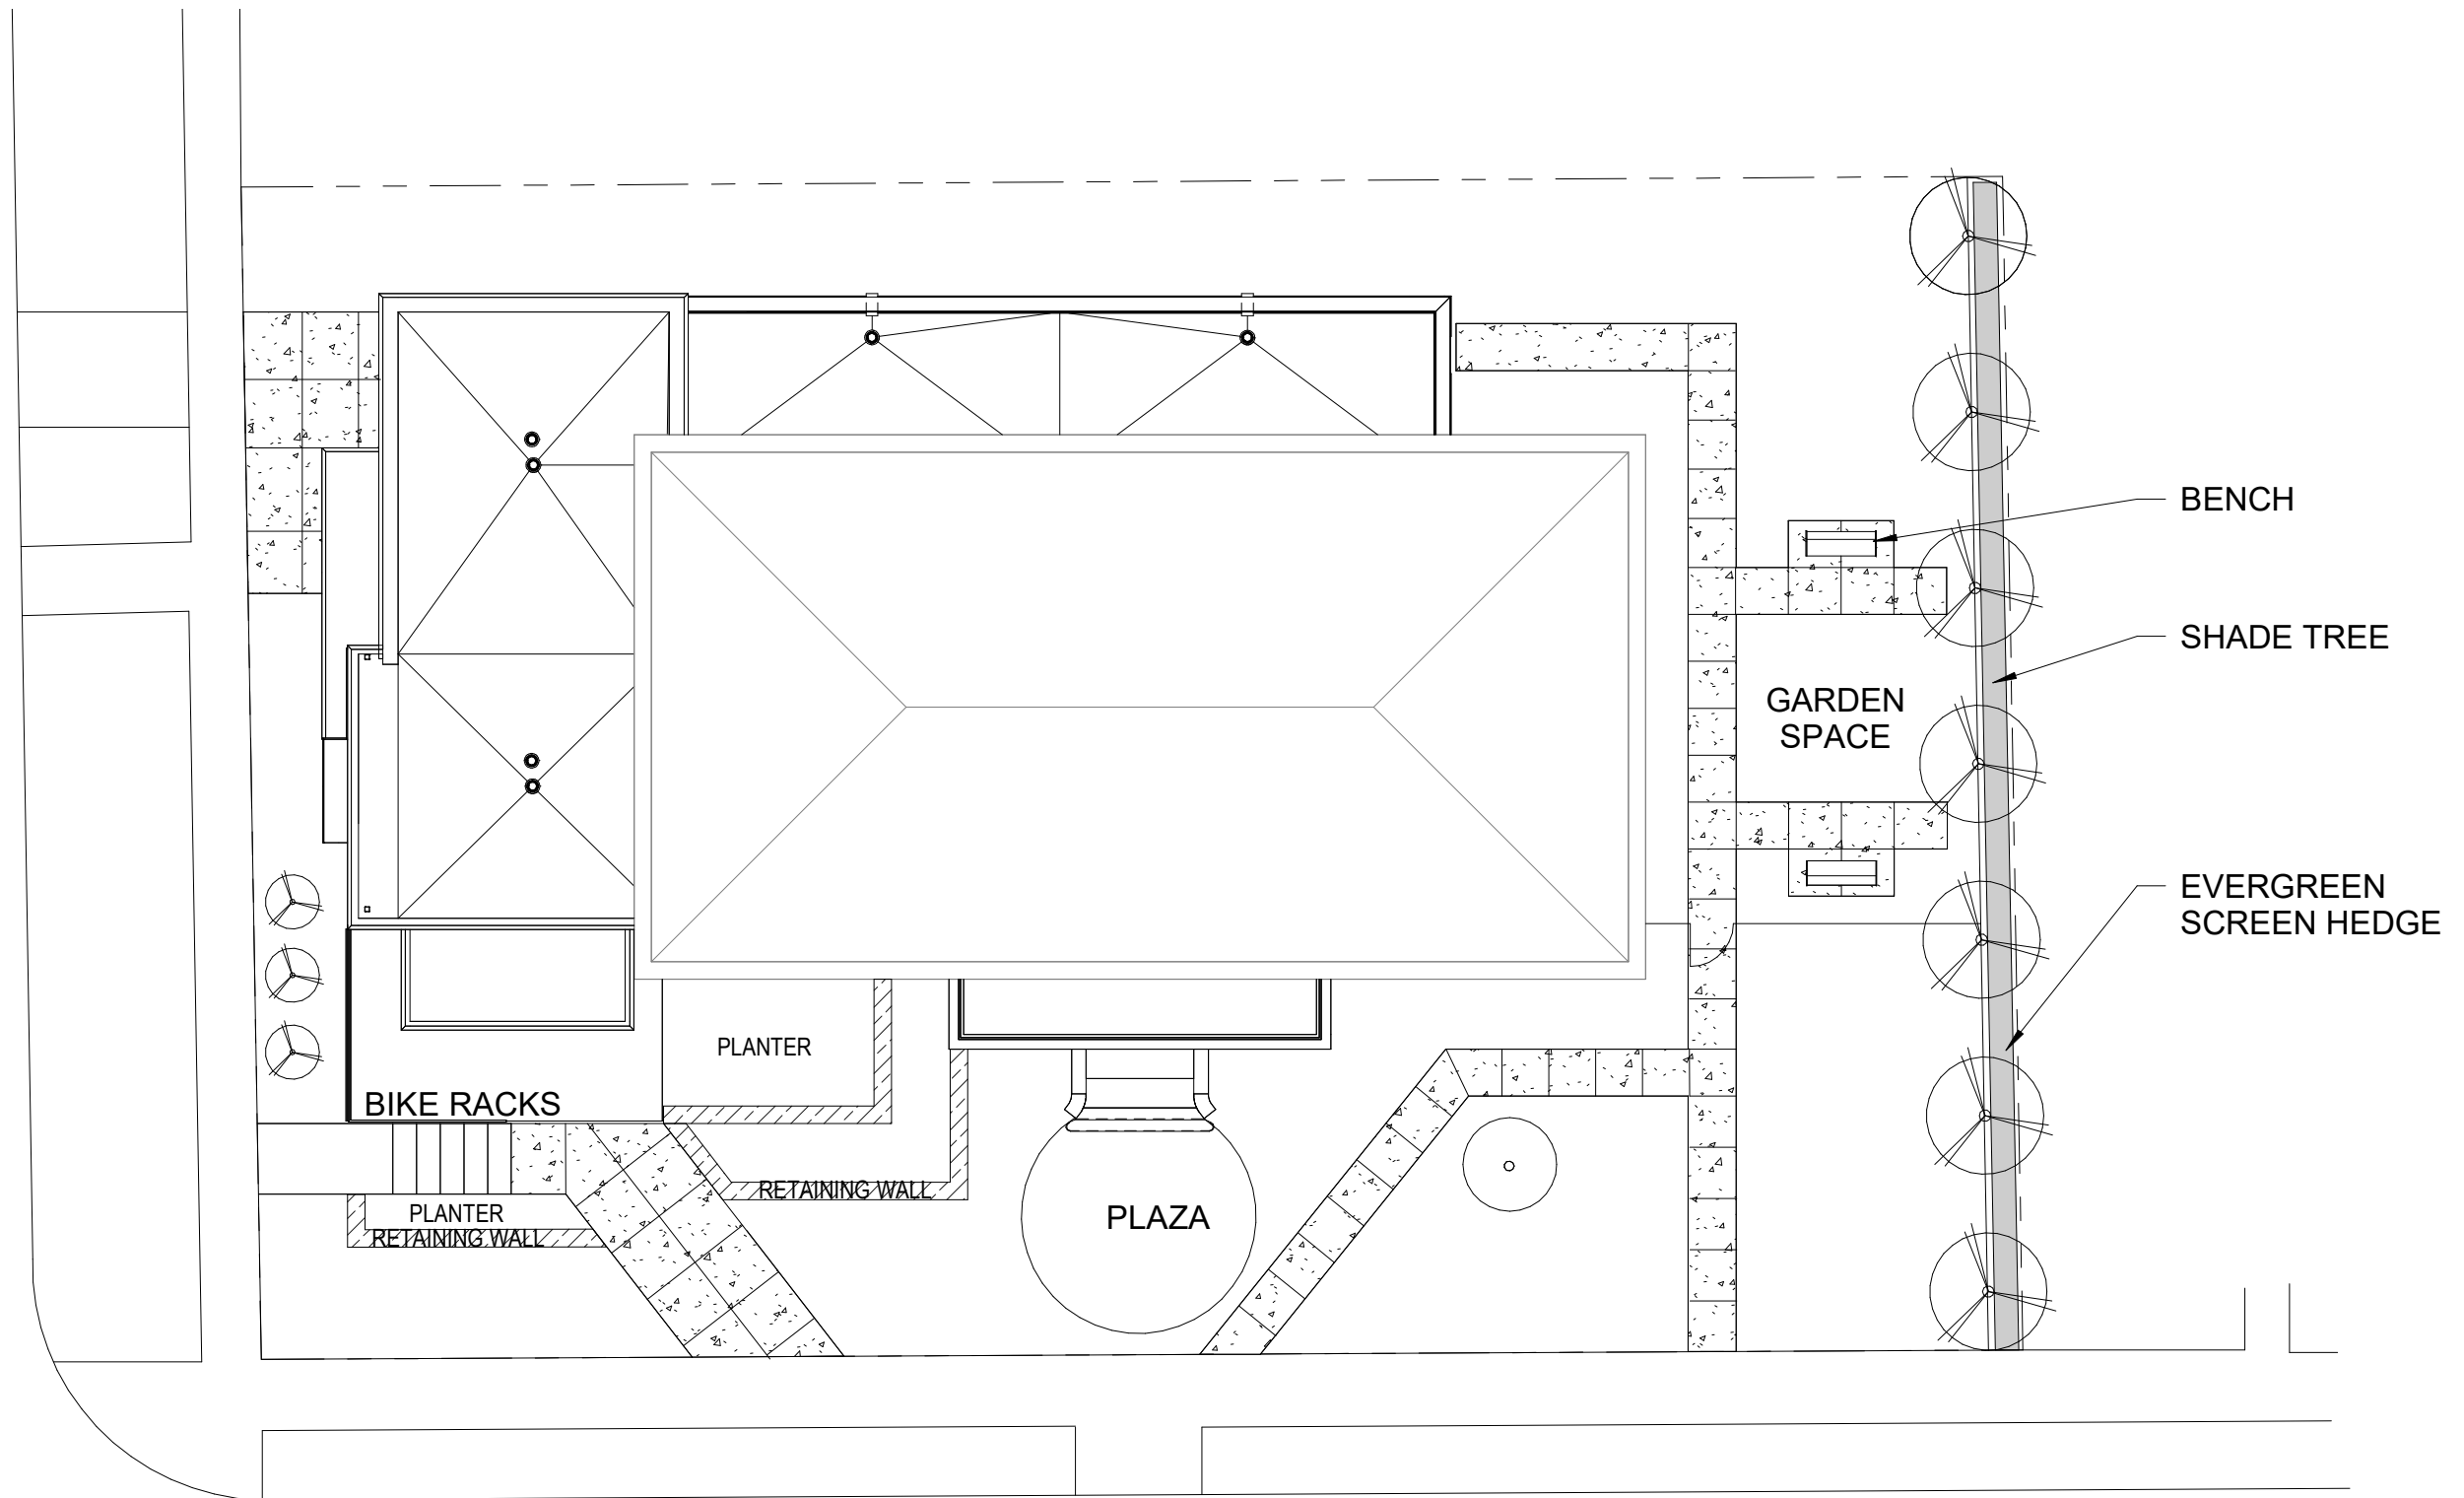 BENCH
SHADE TREE
GARDEN
SPACE
EVERGREEN
SCREEN HEDGE
PLANTER
BIKE RACKS
RETAINING WALL
PLANTER
PLAZA
RETAINING WALL